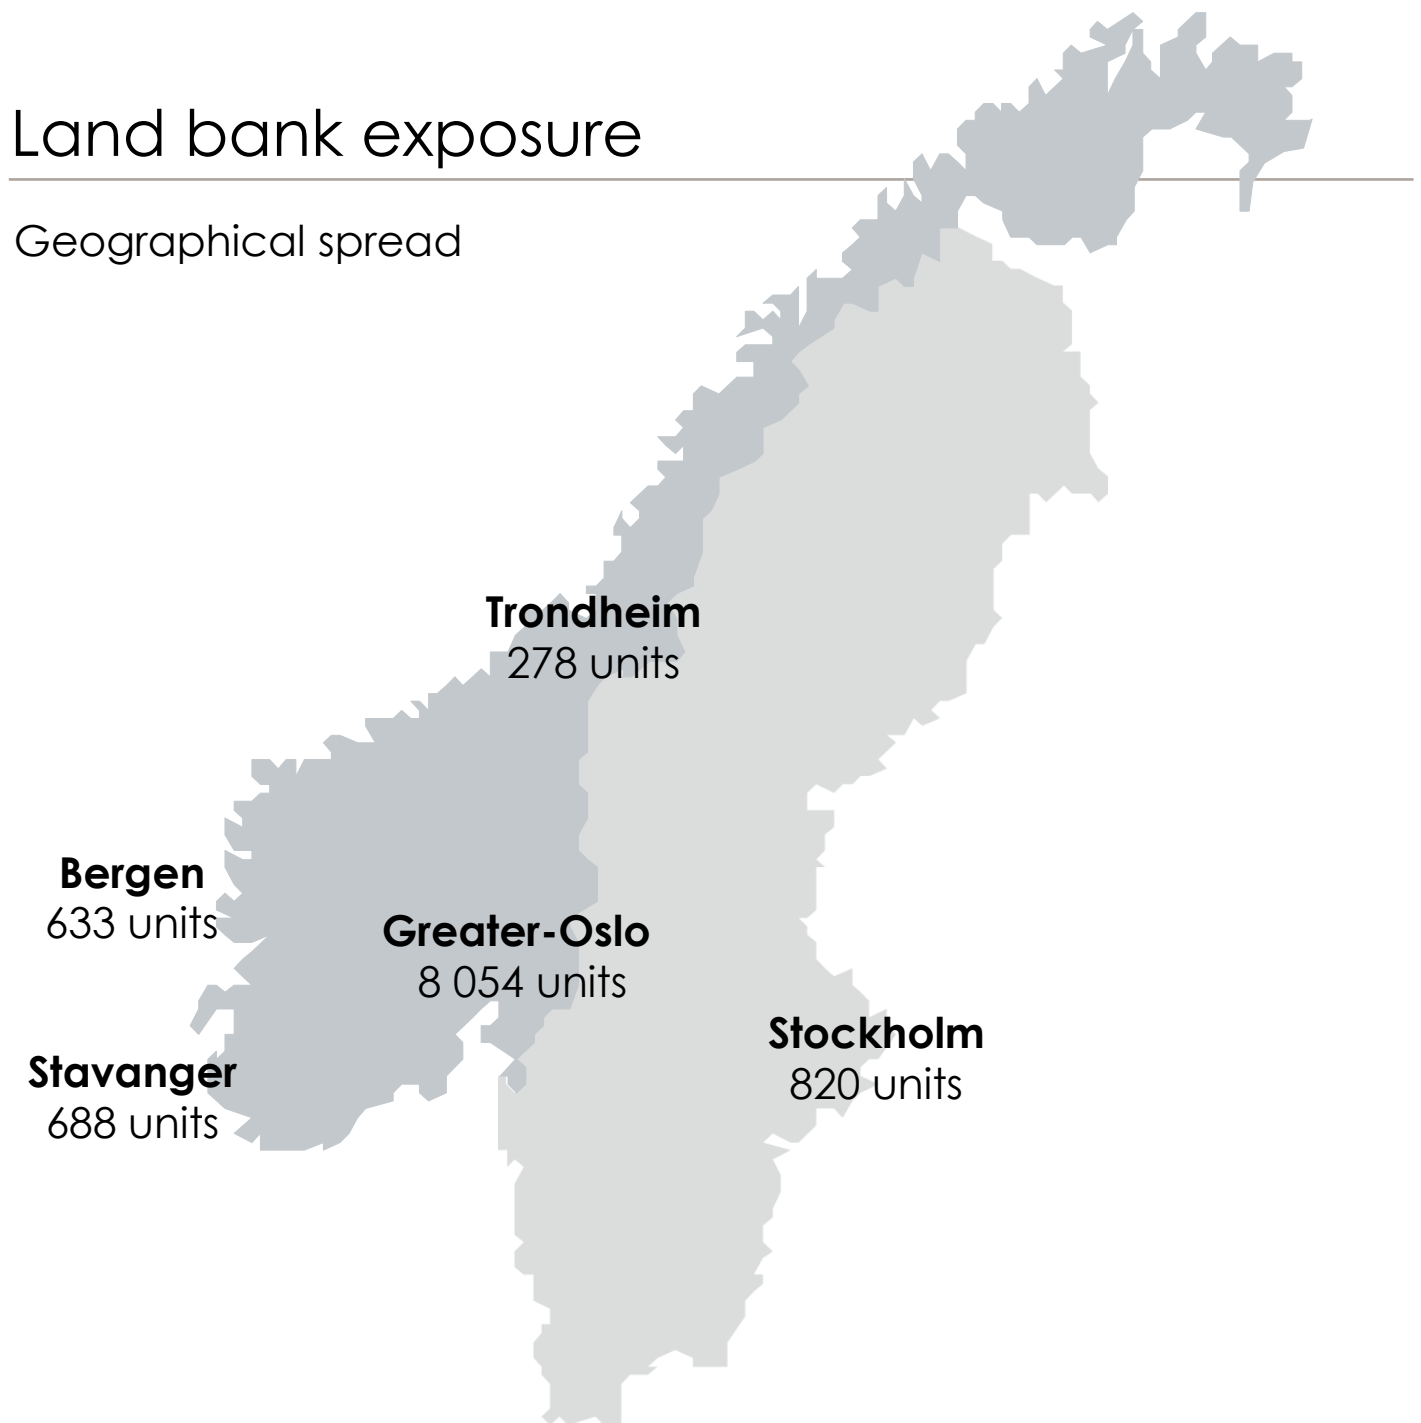 Land bank exposure
Geographical spread
Trondheim
278 units
Bergen
633 units
Greater-Oslo
8 054 units
Stockholm
820 units
Stavanger
688 units